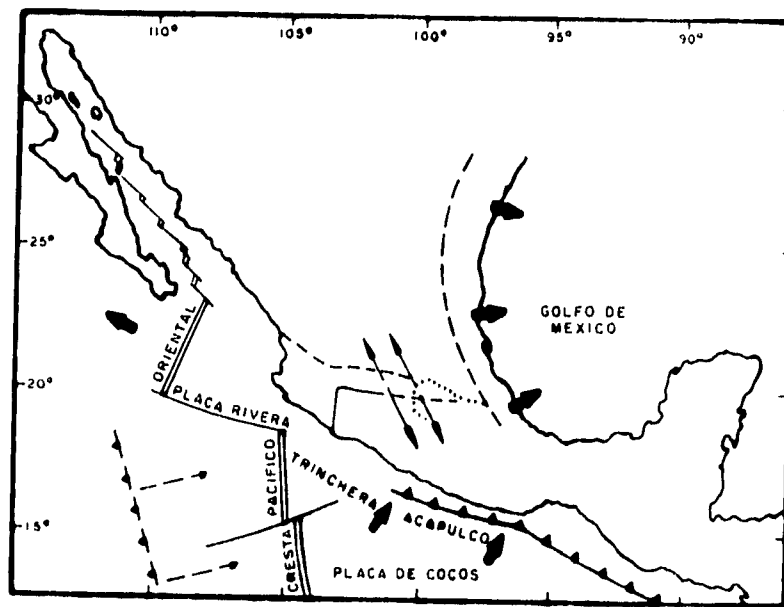 110° 105° 100° 95° 90°
30°
25°
GOLFO DE
MEXICO
ORIENTAL
20°
PLACA RIVERA
PACIFICO
TRINCHERA
ACAPULCO
15°
CRESTA
PLACA DE COCOS